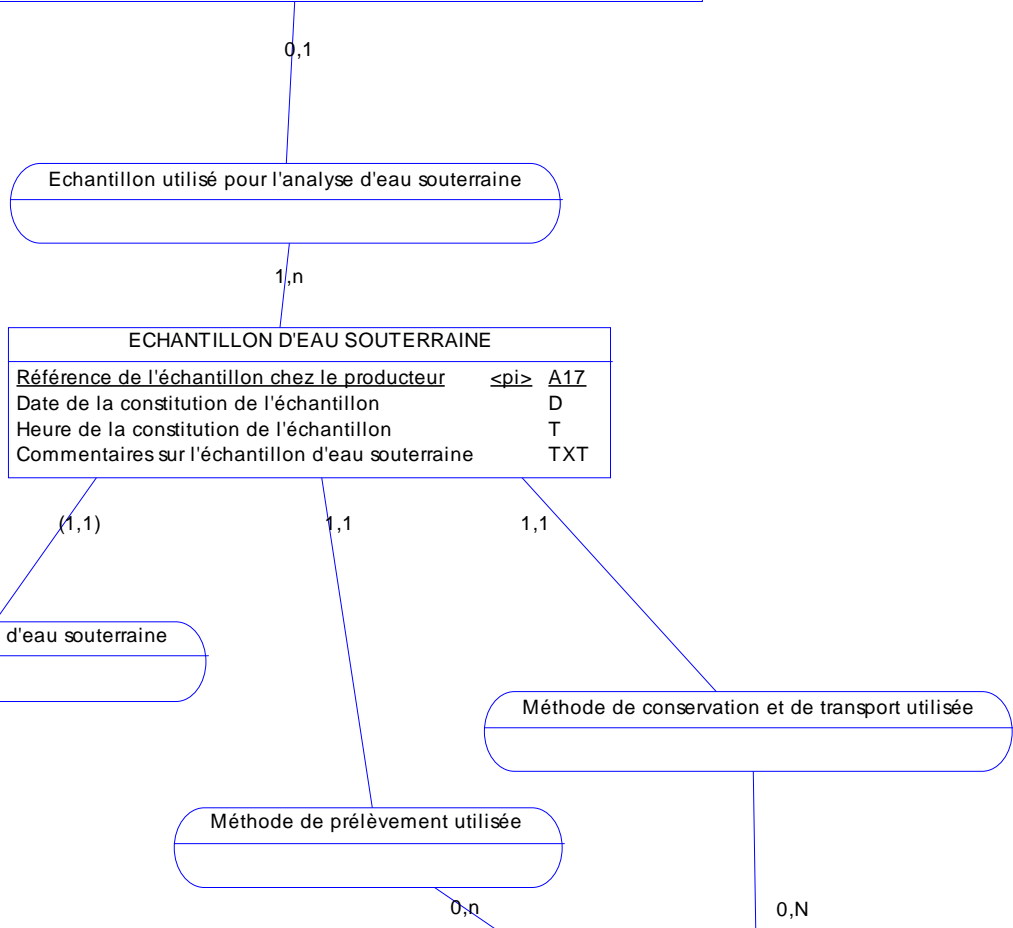 0,1
Echantillon utilisé pour l'analyse d'eau souterraine
1,n
ECHANTILLON D'EAU SOUTERRAINE
Référence de l'échantillon chez le producteur <pi> A17
Date de la constitution de l'échantillon D
Heure de la constitution de l'échantillon T
Commentaires sur l'échantillon d'eau souterraine TXT
(1,1) 1,1 1,1
d'eau souterraine
Méthode de conservation et de transport utilisée
Méthode de prélèvement utilisée
0,n 0,N